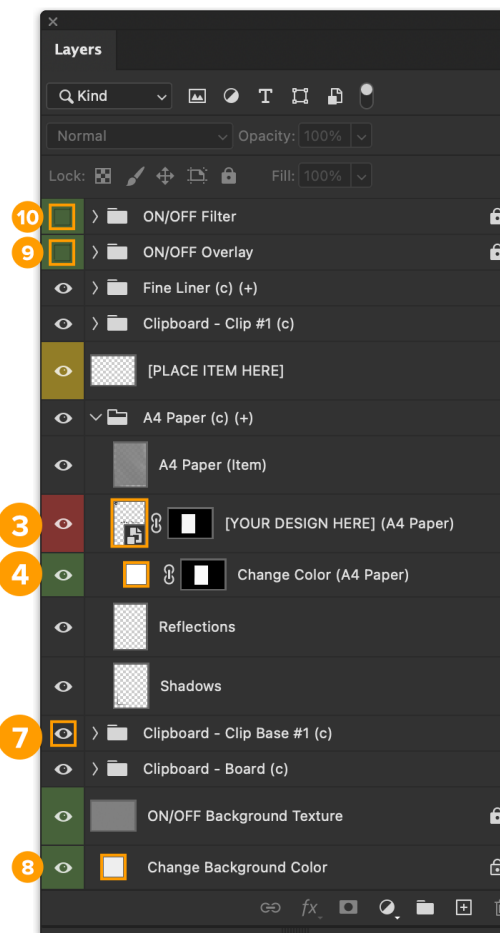 Layers
Kind
Normal Opacity: 100%
Lock: Fill: 100%
10 ON/OFF Filter
9 ON/OFF Overlay
Fine Liner (c) (+)
Clipboard - Clip #1 (c)
[PLACE ITEM HERE]
A4 Paper (c) (+)
A4 Paper (Item)
3 [YOUR DESIGN HERE] (A4 Paper)
4 Change Color (A4 Paper)
Reflections
Shadows
7 Clipboard - Clip Base #1 (c)
Clipboard - Board (c)
ON/OFF Background Texture
8 Change Background Color
fx